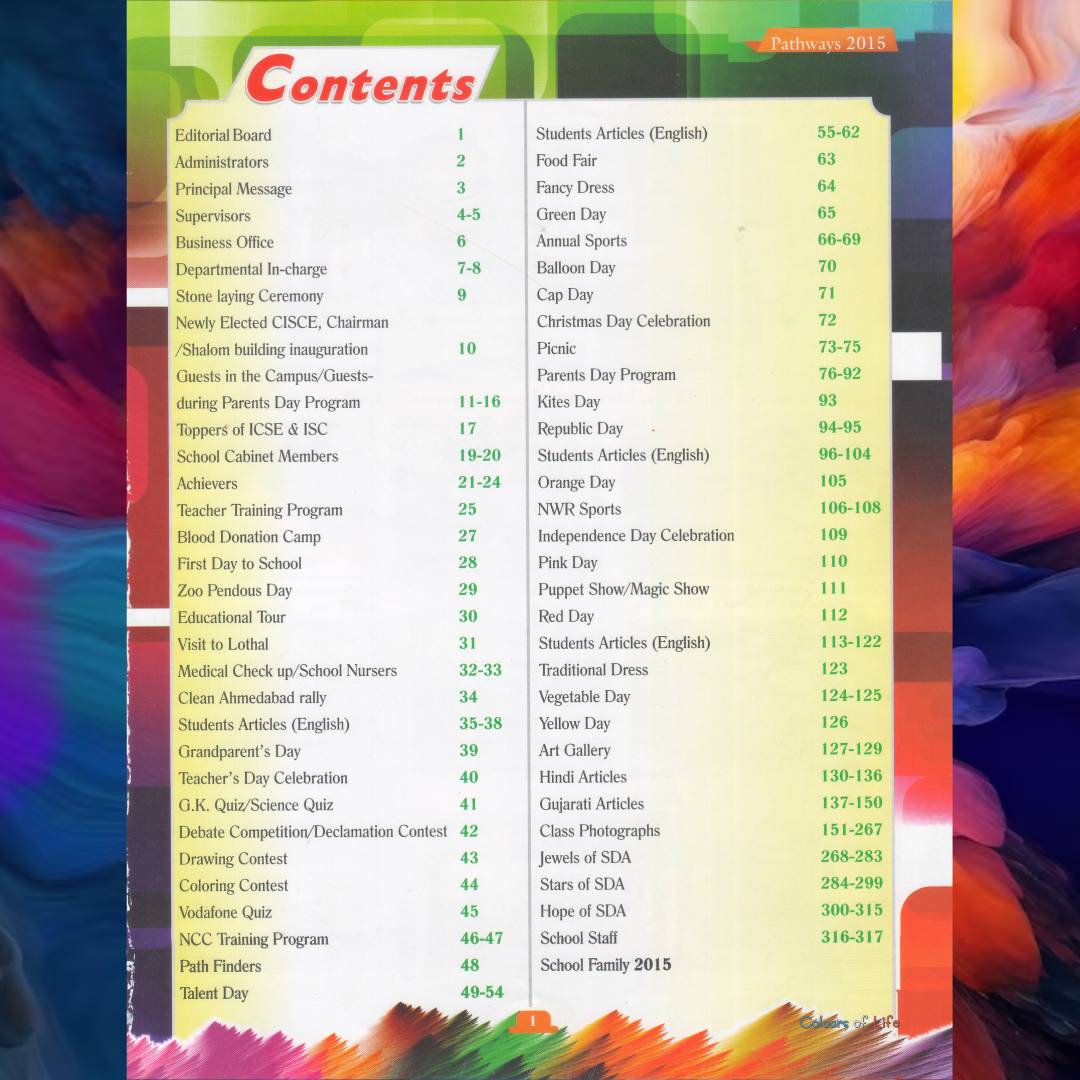 Pathways 2015
Contents
Editorial Board 1
Administrators 2
Principal Message 3
Supervisors 4-5
Business Office 6
Departmental In-charge 7-8
Stone laying Ceremony 9
Newly Elected CISCE, Chairman
/Shalom building inauguration 10
Guests in the Campus/Guests-
during Parents Day Program 11-16
Toppers of ICSE & ISC 17
School Cabinet Members 19-20
Achievers 21-24
Teacher Training Program 25
Blood Donation Camp 27
First Day to School 28
Zoo Pendous Day 29
Educational Tour 30
Visit to Lothal 31
Medical Check up/School Nursers 32-33
Clean Ahmedabad rally 34
Students Articles (English) 35-38
Grandparent's Day 39
Teacher's Day Celebration 40
G.K. Quiz/Science Quiz 41
Debate Competition/Declamation Contest 42
Drawing Contest 43
Coloring Contest 44
Vodafone Quiz 45
NCC Training Program 46-47
Path Finders 48
Talent Day 49-54
Students Articles (English) 55-62
Food Fair 63
Fancy Dress 64
Green Day 65
Annual Sports 66-69
Balloon Day 70
Cap Day 71
Christmas Day Celebration 72
Picnic 73-75
Parents Day Program 76-92
Kites Day 93
Republic Day 94-95
Students Articles (English) 96-104
Orange Day 105
NWR Sports 106-108
Independence Day Celebration 109
Pink Day 110
Puppet Show/Magic Show 111
Red Day 112
Students Articles (English) 113-122
Traditional Dress 123
Vegetable Day 124-125
Yellow Day 126
Art Gallery 127-129
Hindi Articles 130-136
Gujarati Articles 137-150
Class Photographs 151-267
Jewels of SDA 268-283
Stars of SDA 284-299
Hope of SDA 300-315
School Staff 316-317
School Family 2015
1
Colours of Life